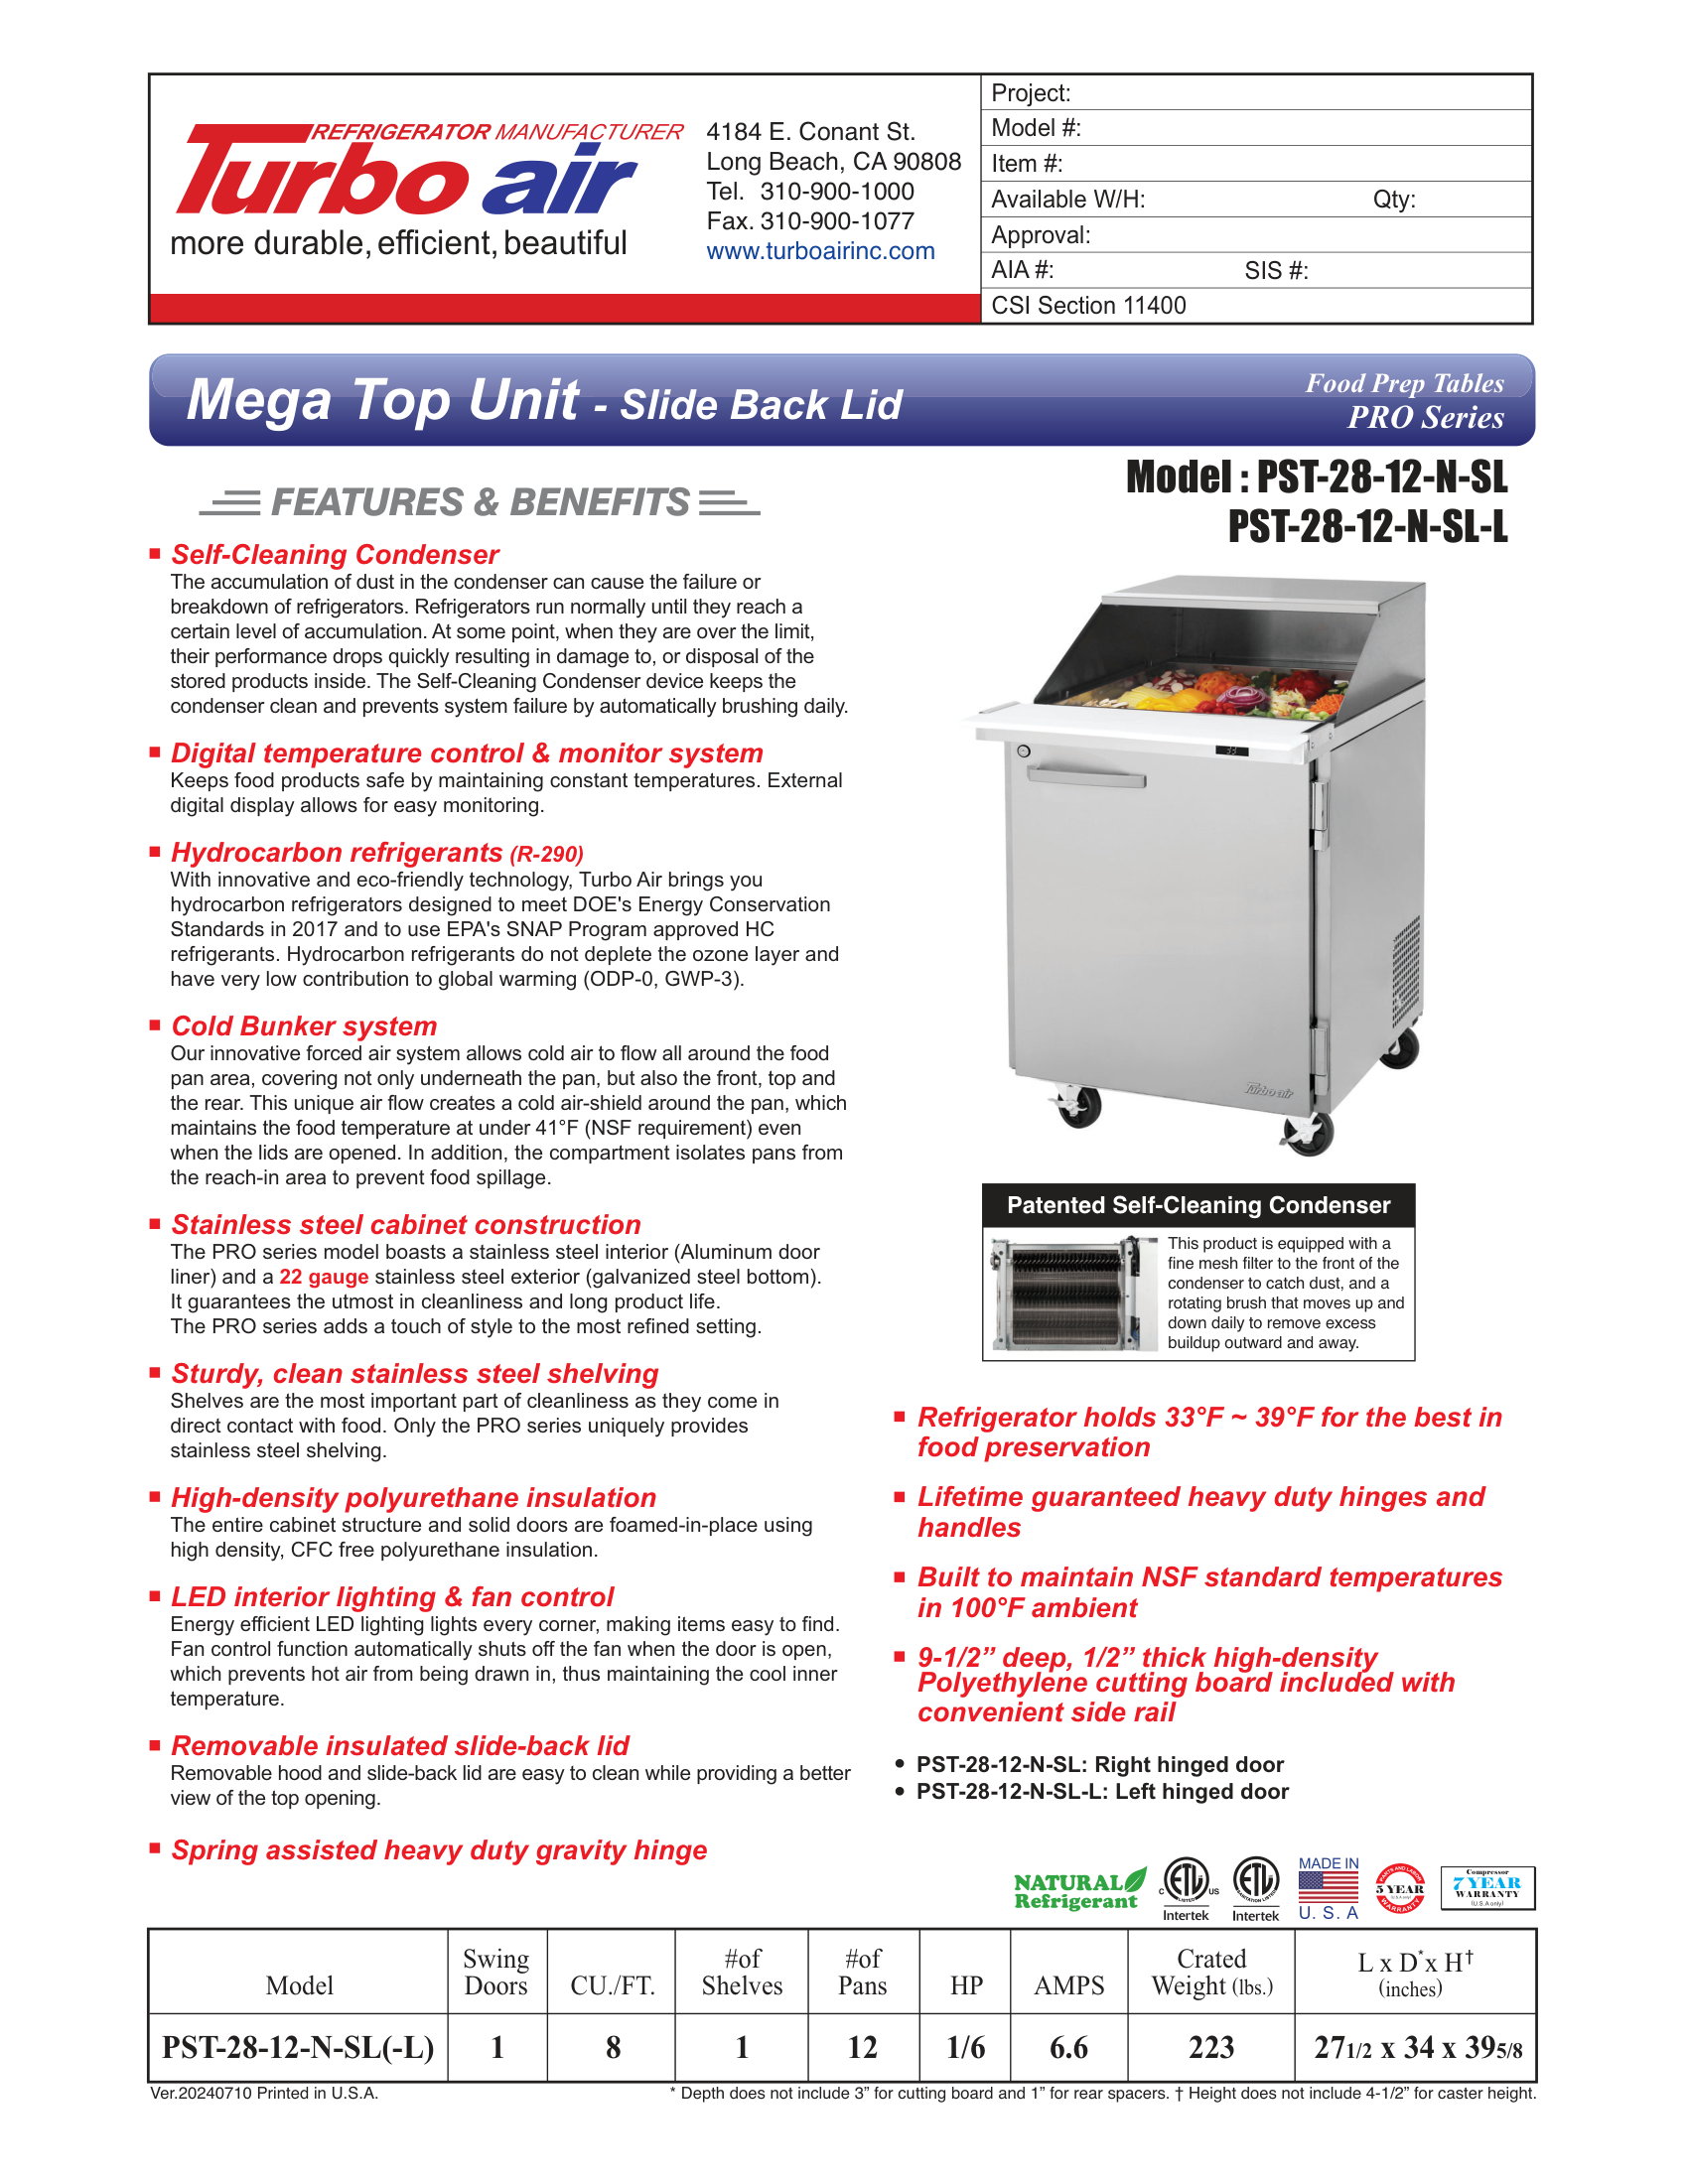 REFRIGERATOR MANUFACTURER
Turbo air
more durable, efficient, beautiful
4184 E. Conant St.
Long Beach, CA 90808
Tel. 310-900-1000
Fax. 310-900-1077
www.turboairinc.com
Project:
Model #:
Item #:
Available W/H: Qty:
Approval:
AIA #: SIS #:
CSI Section 11400
Mega Top Unit - Slide Back Lid
Food Prep Tables
PRO Series
Model : PST-28-12-N-SL
PST-28-12-N-SL-L
FEATURES & BENEFITS
Self-Cleaning Condenser
The accumulation of dust in the condenser can cause the failure or
breakdown of refrigerators. Refrigerators run normally until they reach a
certain level of accumulation. At some point, when they are over the limit,
their performance drops quickly resulting in damage to, or disposal of the
stored products inside. The Self-Cleaning Condenser device keeps the
condenser clean and prevents system failure by automatically brushing daily.
Digital temperature control & monitor system
Keeps food products safe by maintaining constant temperatures. External
digital display allows for easy monitoring.
Hydrocarbon refrigerants (R-290)
With innovative and eco-friendly technology, Turbo Air brings you
hydrocarbon refrigerators designed to meet DOE's Energy Conservation
Standards in 2017 and to use EPA's SNAP Program approved HC
refrigerants. Hydrocarbon refrigerants do not deplete the ozone layer and
have very low contribution to global warming (ODP-0, GWP-3).
Cold Bunker system
Our innovative forced air system allows cold air to flow all around the food
pan area, covering not only underneath the pan, but also the front, top and
the rear. This unique air flow creates a cold air-shield around the pan, which
maintains the food temperature at under 41°F (NSF requirement) even
when the lids are opened. In addition, the compartment isolates pans from
the reach-in area to prevent food spillage.
Stainless steel cabinet construction
The PRO series model boasts a stainless steel interior (Aluminum door
liner) and a 22 gauge stainless steel exterior (galvanized steel bottom).
It guarantees the utmost in cleanliness and long product life.
The PRO series adds a touch of style to the most refined setting.
Sturdy, clean stainless steel shelving
Shelves are the most important part of cleanliness as they come in
direct contact with food. Only the PRO series uniquely provides
stainless steel shelving.
High-density polyurethane insulation
The entire cabinet structure and solid doors are foamed-in-place using
high density, CFC free polyurethane insulation.
LED interior lighting & fan control
Energy efficient LED lighting lights every corner, making items easy to find.
Fan control function automatically shuts off the fan when the door is open,
which prevents hot air from being drawn in, thus maintaining the cool inner
temperature.
Removable insulated slide-back lid
Removable hood and slide-back lid are easy to clean while providing a better
view of the top opening.
Spring assisted heavy duty gravity hinge
33
Turbo air
Patented Self-Cleaning Condenser
This product is equipped with a
fine mesh filter to the front of the
condenser to catch dust, and a
rotating brush that moves up and
down daily to remove excess
buildup outward and away.
Refrigerator holds 33°F ~ 39°F for the best in
food preservation
Lifetime guaranteed heavy duty hinges and
handles
Built to maintain NSF standard temperatures
in 100°F ambient
9-1/2” deep, 1/2” thick high-density
Polyethylene cutting board included with
convenient side rail
• PST-28-12-N-SL: Right hinged door
• PST-28-12-N-SL-L: Left hinged door
NATURAL
Refrigerant
C ETL US
LISTED
Intertek
ETL
SANITATION LISTED
Intertek
MADE IN
U. S. A
PARTS AND LABOR
5 YEAR
WARRANTY
Compressor
7 YEAR
WARRANTY
(U.S.A only)
Model Swing Doors CU./FT. #of Shelves #of Pans HP AMPS Crated Weight (lbs.) L x D* x H† (inches)
PST-28-12-N-SL(-L) 1 8 1 12 1/6 6.6 223 271/2 x 34 x 395/8
Ver.20240710 Printed in U.S.A.
* Depth does not include 3” for cutting board and 1” for rear spacers. † Height does not include 4-1/2” for caster height.